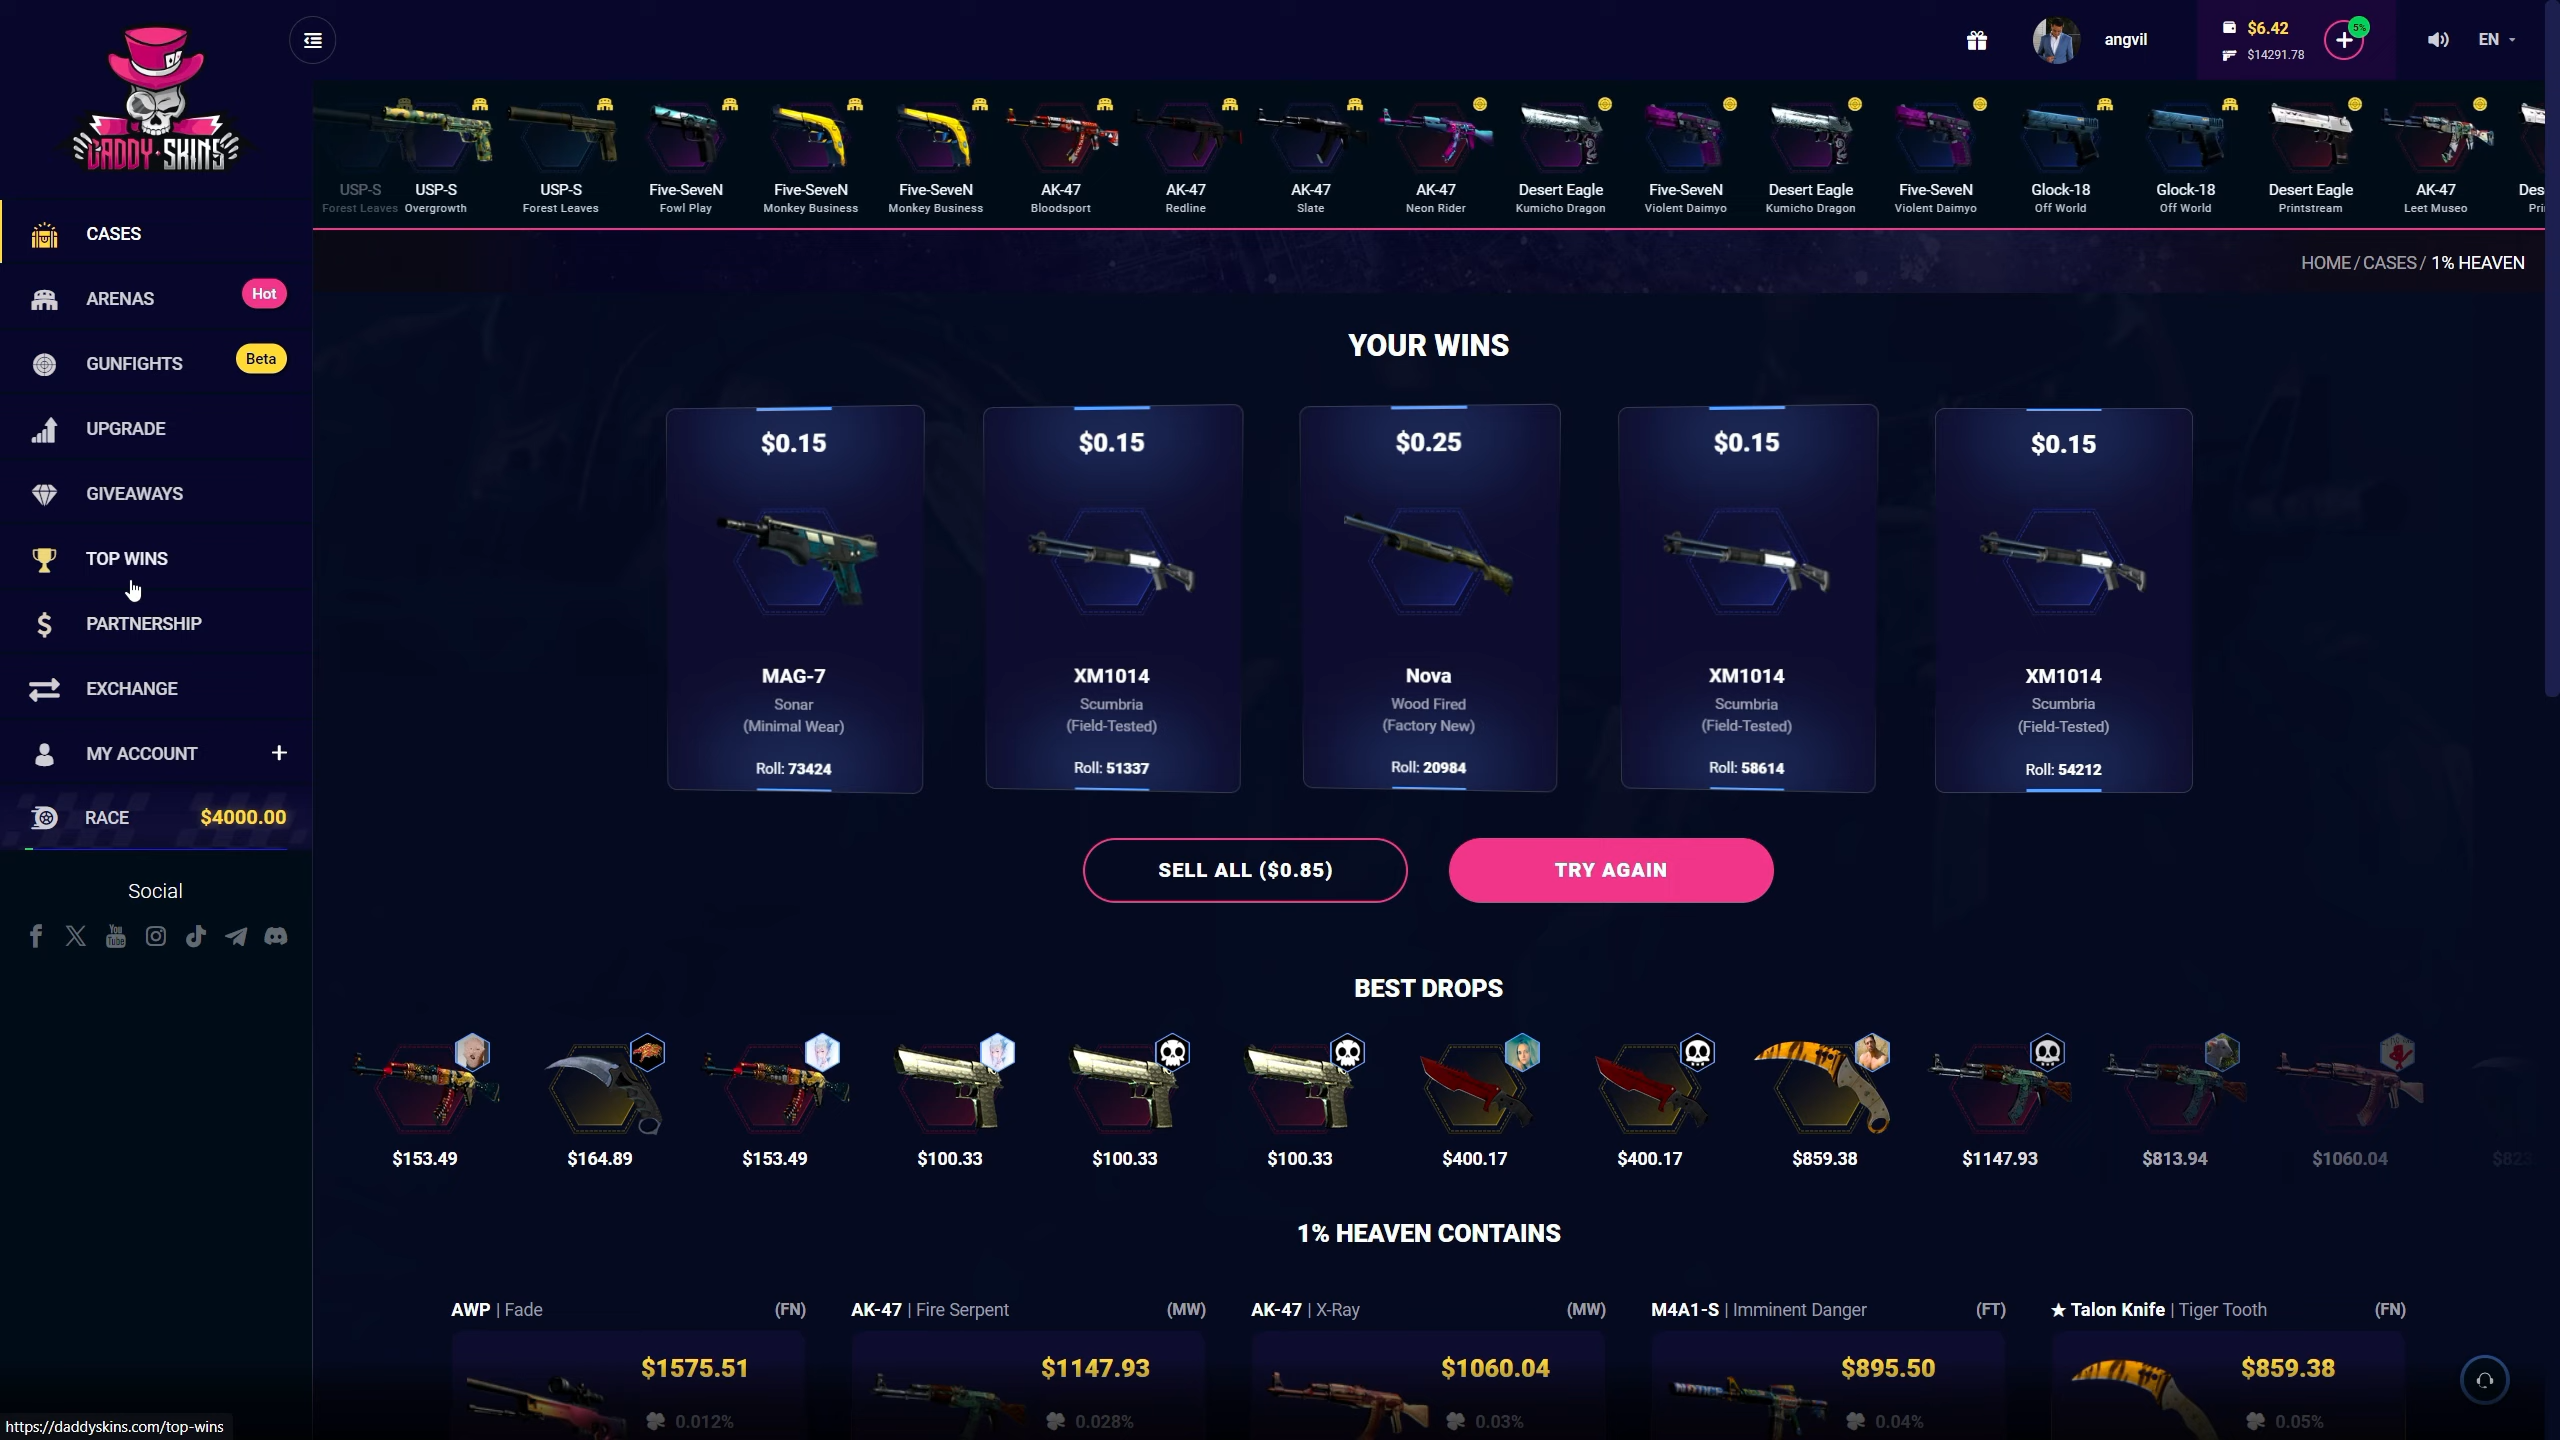 DADDY SKINS
angvil
$6.42
$14291.78
5%
EN
USP-S
Forest Leaves
USP-S
Overgrowth
USP-S
Forest Leaves
Five-SeveN
Fowl Play
Five-SeveN
Monkey Business
Five-SeveN
Monkey Business
AK-47
Bloodsport
AK-47
Redline
AK-47
Slate
AK-47
Neon Rider
Desert Eagle
Kumicho Dragon
Five-SeveN
Violent Daimyo
Desert Eagle
Kumicho Dragon
Five-SeveN
Violent Daimyo
Glock-18
Off World
Glock-18
Off World
Desert Eagle
Printstream
AK-47
Leet Museo
Des
Pri
CASES
ARENAS
Hot
GUNFIGHTS
Beta
UPGRADE
GIVEAWAYS
TOP WINS
PARTNERSHIP
EXCHANGE
MY ACCOUNT
RACE
$4000.00
Social
You
Tube
HOME / CASES / 1% HEAVEN
YOUR WINS
$0.15
MAG-7
Sonar
(Minimal Wear)
Roll: 73424
$0.15
XM1014
Scumbria
(Field-Tested)
Roll: 51337
$0.25
Nova
Wood Fired
(Factory New)
Roll: 20984
$0.15
XM1014
Scumbria
(Field-Tested)
Roll: 58614
$0.15
XM1014
Scumbria
(Field-Tested)
Roll: 54212
SELL ALL ($0.85)
TRY AGAIN
BEST DROPS
$153.49
$164.89
$153.49
$100.33
$100.33
$100.33
$400.17
$400.17
$859.38
$1147.93
$813.94
$1060.04
$823
1% HEAVEN CONTAINS
AWP | Fade (FN)
$1575.51
0.012%
AK-47 | Fire Serpent (MW)
$1147.93
0.028%
AK-47 | X-Ray (MW)
$1060.04
0.03%
M4A1-S | Imminent Danger (FT)
$895.50
0.04%
★ Talon Knife | Tiger Tooth (FN)
$859.38
0.05%
https://daddyskins.com/top-wins